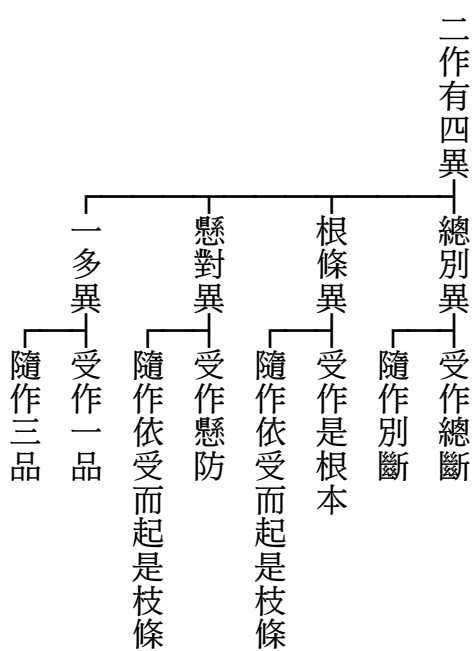 二作有四異
總別異
受作總斷
隨作別斷
根條異
受作是根本
隨作依受而起是枝條
懸對異
受作懸防
隨作依受而起是枝條
一多異
受作一品
隨作三品